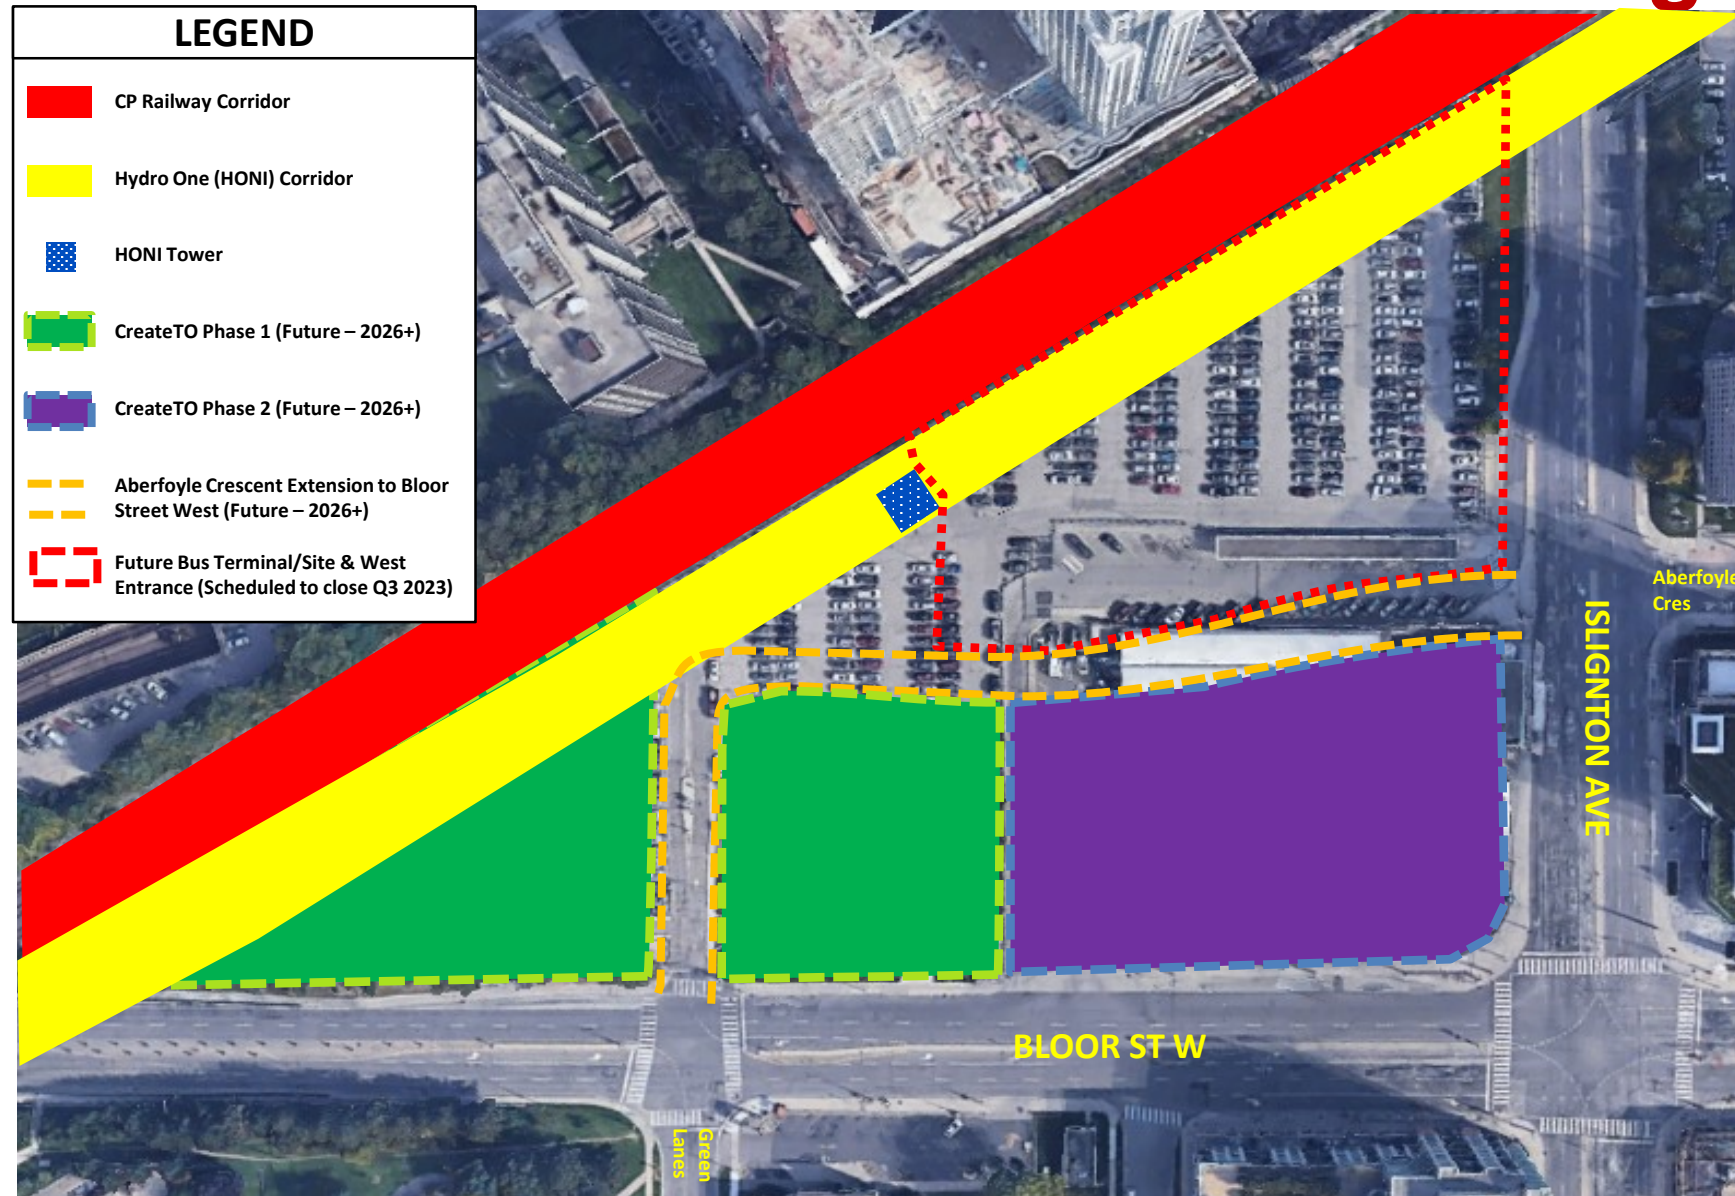 LEGEND
CP Railway Corridor
Hydro One (HONI) Corridor
HONI Tower
CreateTO Phase 1 (Future – 2026+)
CreateTO Phase 2 (Future – 2026+)
Aberfoyle Crescent Extension to Bloor
Street West (Future – 2026+)
Future Bus Terminal/Site & West
Entrance (Scheduled to close Q3 2023)
Aberfoyle
Cres
ISLIGNTON AVE
BLOOR ST W
Green
Lanes